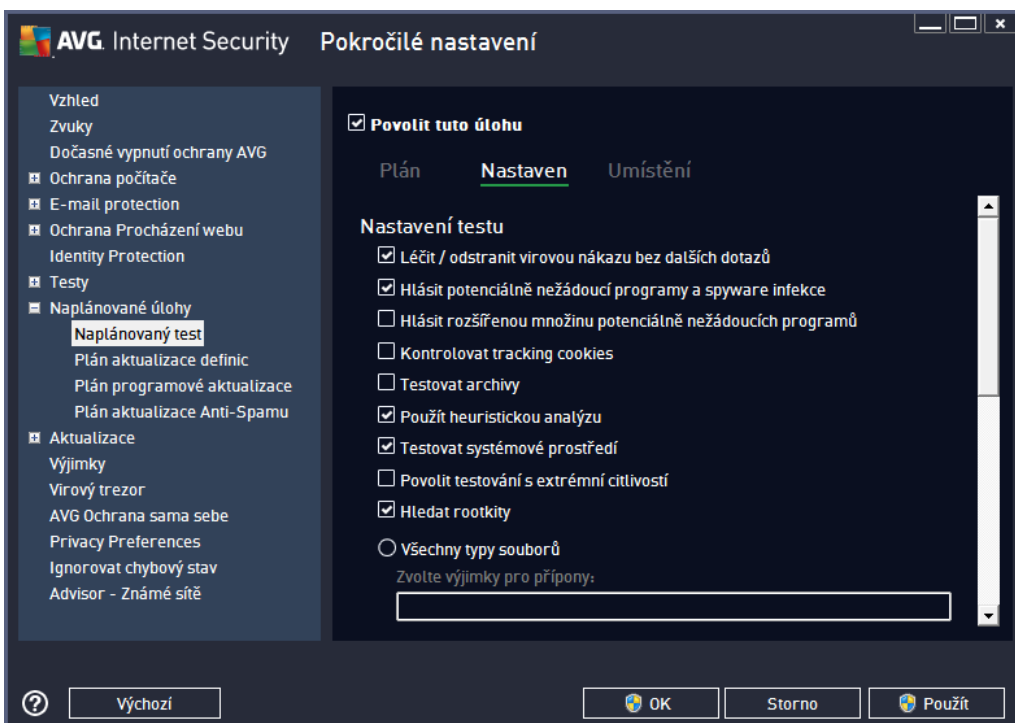 AVG. Internet Security Pokročilé nastavení
Vzhled
Zvuky
Dočasné vypnutí ochrany AVG
Ochrana počítače
E-mail protection
Ochrana Procházení webu
Identity Protection
Testy
Naplánované úlohy
Naplánovaný test
Plán aktualizace definic
Plán programové aktualizace
Plán aktualizace Anti-Spamu
Aktualizace
Výjimky
Virový trezor
AVG Ochrana sama sebe
Privacy Preferences
Ignorovat chybový stav
Advisor - Známé sítě
Povolit tuto úlohu
Plán Nastaven Umístění
Nastavení testu
Léčit / odstranit virovou nákazu bez dalších dotazů
Hlásit potenciálně nežádoucí programy a spyware infekce
Hlásit rozšířenou množinu potenciálně nežádoucích programů
Kontrolovat tracking cookies
Testovat archivy
Použít heuristickou analýzu
Testovat systémové prostředí
Povolit testování s extrémní citlivostí
Hledat rootkity
Všechny typy souborů
Zvolte výjimky pro přípony:
Výchozí OK Storno Použít